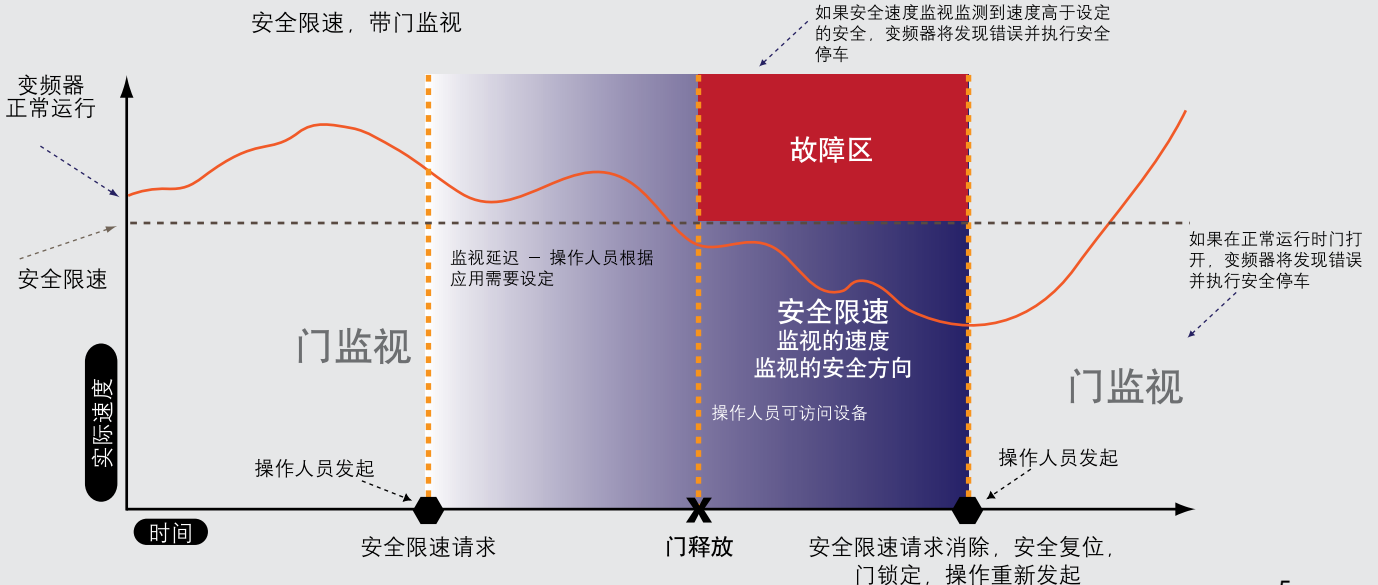 安全限速，带门监视
如果安全速度监视监测到速度高于设定
的安全，变频器将发现错误并执行安全
停车
变频器
正常运行
故障区
安全限速
监视延迟 － 操作人员根据
应用需要设定
如果在正常运行时门打
开，变频器将发现错误
并执行安全停车
门监视
安全限速
监视的速度
监视的安全方向
门监视
操作人员可访问设备
实际速度
操作人员发起
操作人员发起
时间
安全限速请求
门释放
安全限速请求消除，安全复位，
门锁定，操作重新发起